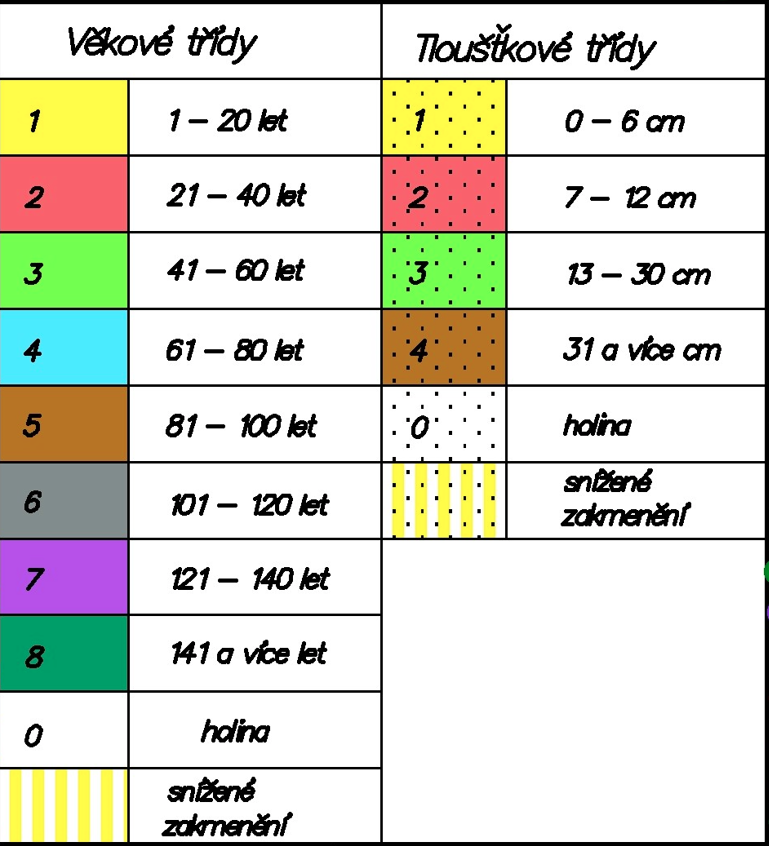 Věkové třídy Tloušťkové třídy
1 1 – 20 let 1 0 – 6 cm
2 21 – 40 let 2 7 – 12 cm
3 41 – 60 let 3 13 – 30 cm
4 61 – 80 let 4 31 a více cm
5 81 – 100 let 0 holina
6 101 – 120 let snížené
zakmenění
7 121 – 140 let
8 141 a více let
0 holina
snížené
zakmenění